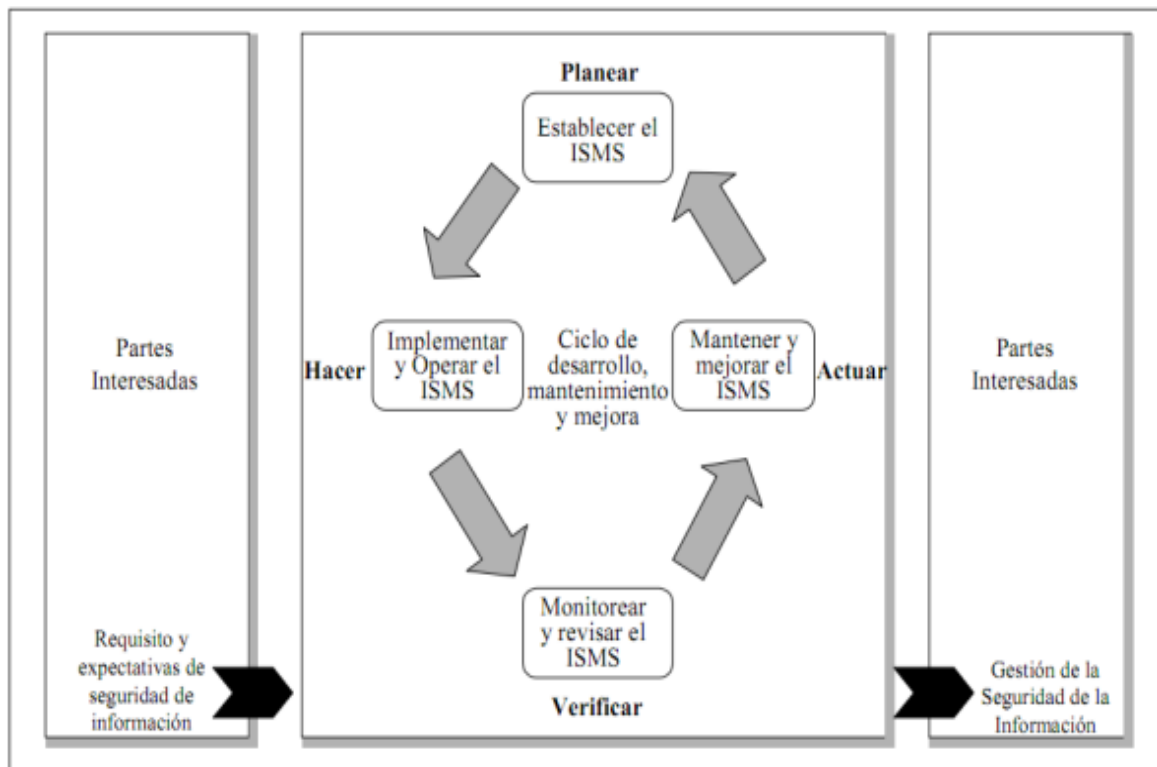 Partes
Interesadas
Requisito y
expectativas de
seguridad de
información
Planear
Establecer el
ISMS
Hacer
Implementar
y Operar el
ISMS
Ciclo de
desarrollo,
mantenimiento
y mejora
Mantener y
mejorar el
ISMS
Actuar
Monitorear
y revisar el
ISMS
Verificar
Partes
Interesadas
Gestión de la
Seguridad de la
Información